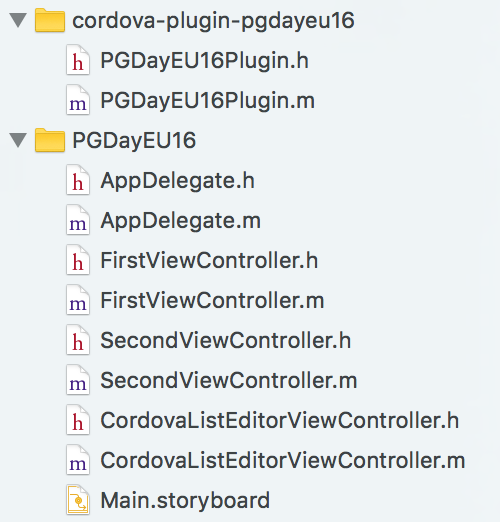 cordova-plugin-pgdayeu16
h PGDayEU16Plugin.h
m PGDayEU16Plugin.m
PGDayEU16
h AppDelegate.h
m AppDelegate.m
h FirstViewController.h
m FirstViewController.m
h SecondViewController.h
m SecondViewController.m
h CordovaListEditorViewController.h
m CordovaListEditorViewController.m
Main.storyboard